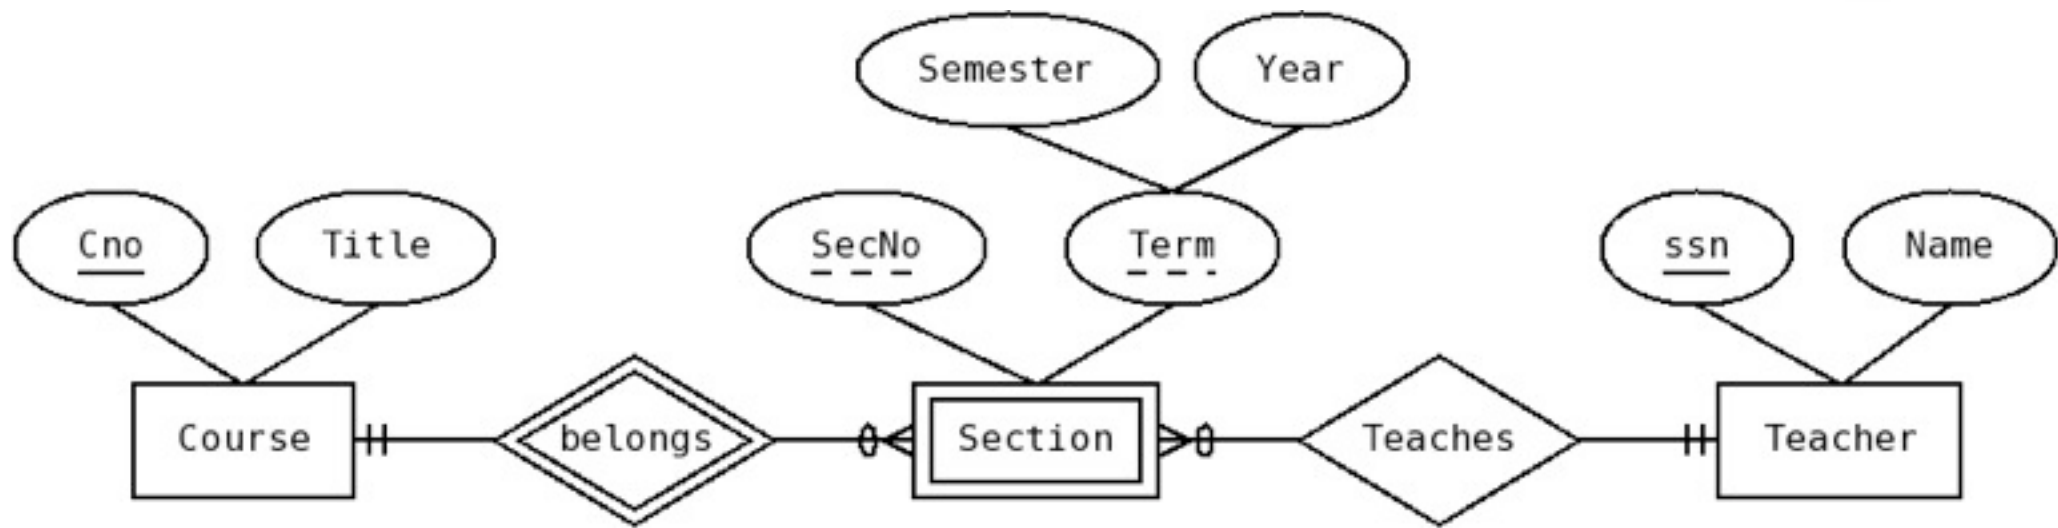 Semester Year
Cno Title SecNo Term ssn Name
Course belongs Section Teaches Teacher